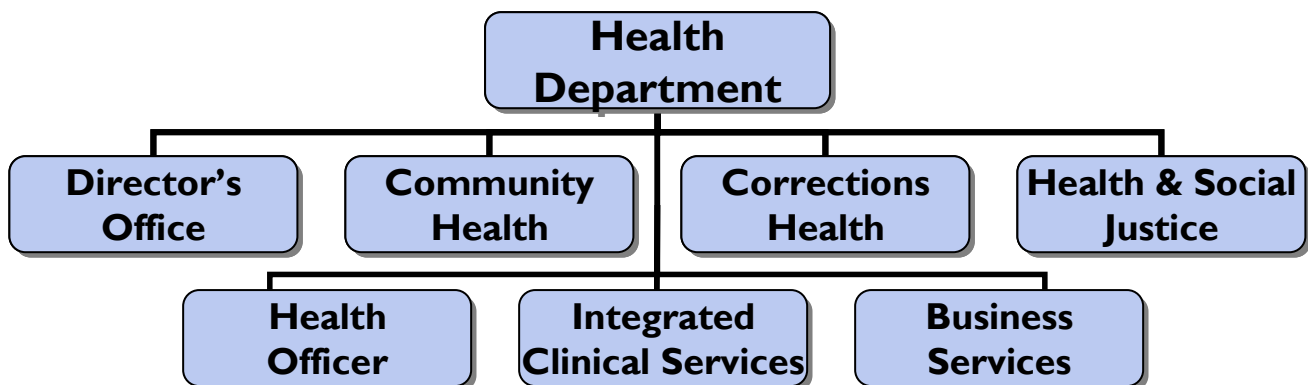 Health
Department
Director’s
Office
Community
Health
Corrections
Health
Health & Social
Justice
Health
Officer
Integrated
Clinical Services
Business
Services